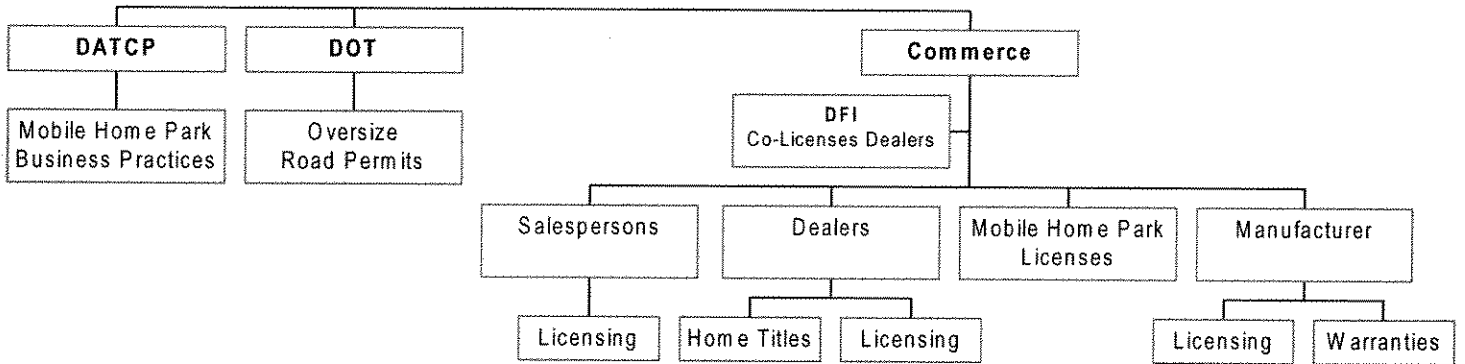 DATCP
DOT
Commerce
Mobile Home Park
Business Practices
Oversize
Road Permits
DFI
Co-Licenses Dealers
Salespersons
Dealers
Mobile Home Park
Licenses
Manufacturer
Licensing
Home Titles
Licensing
Licensing
Warranties